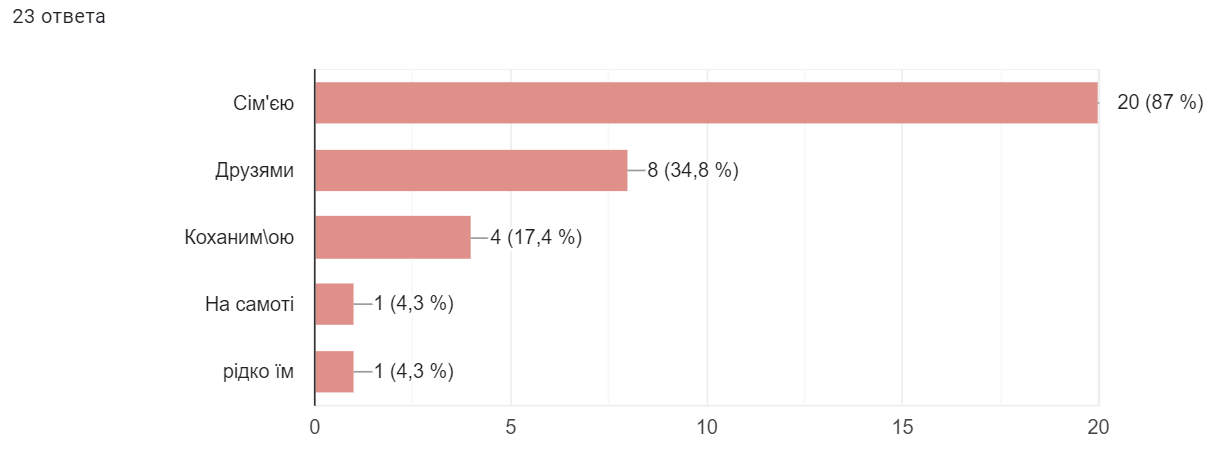 23 ответа
Сім'єю
20 (87 %)
Друзями
8 (34,8 %)
Коханим\ою
4 (17,4 %)
На самоті
1 (4,3 %)
рідко їм
1 (4,3 %)
0 5 10 15 20